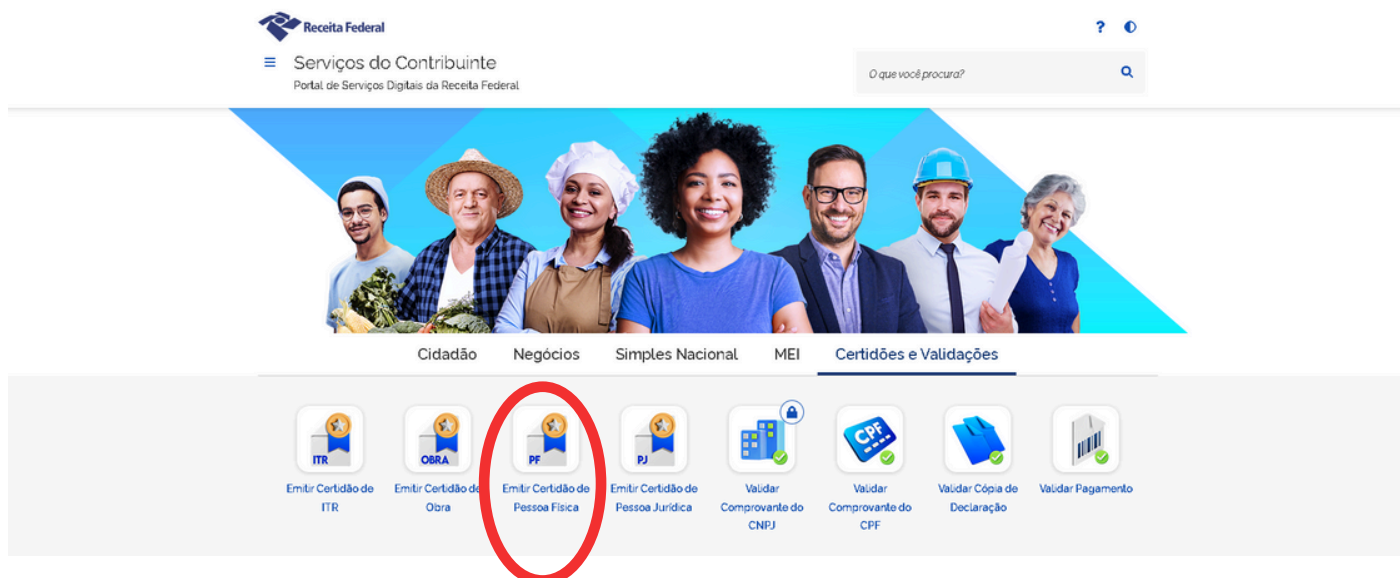 Receita Federal
?
Serviços do Contribuinte
Portal de Serviços Digitais da Receita Federal
O que você procura?
Cidadão Negócios Simples Nacional MEI Certidões e Validações
ITR
OBRA
PF
PJ
CPF
Emitir Certidão de
ITR
Emitir Certidão de
Obra
Emitir Certidão de
Pessoa Física
Emitir Certidão de
Pessoa Jurídica
Validar
Comprovante do
CNPJ
Validar
Comprovante do
CPF
Validar Cópia de
Declaração
Validar Pagamento